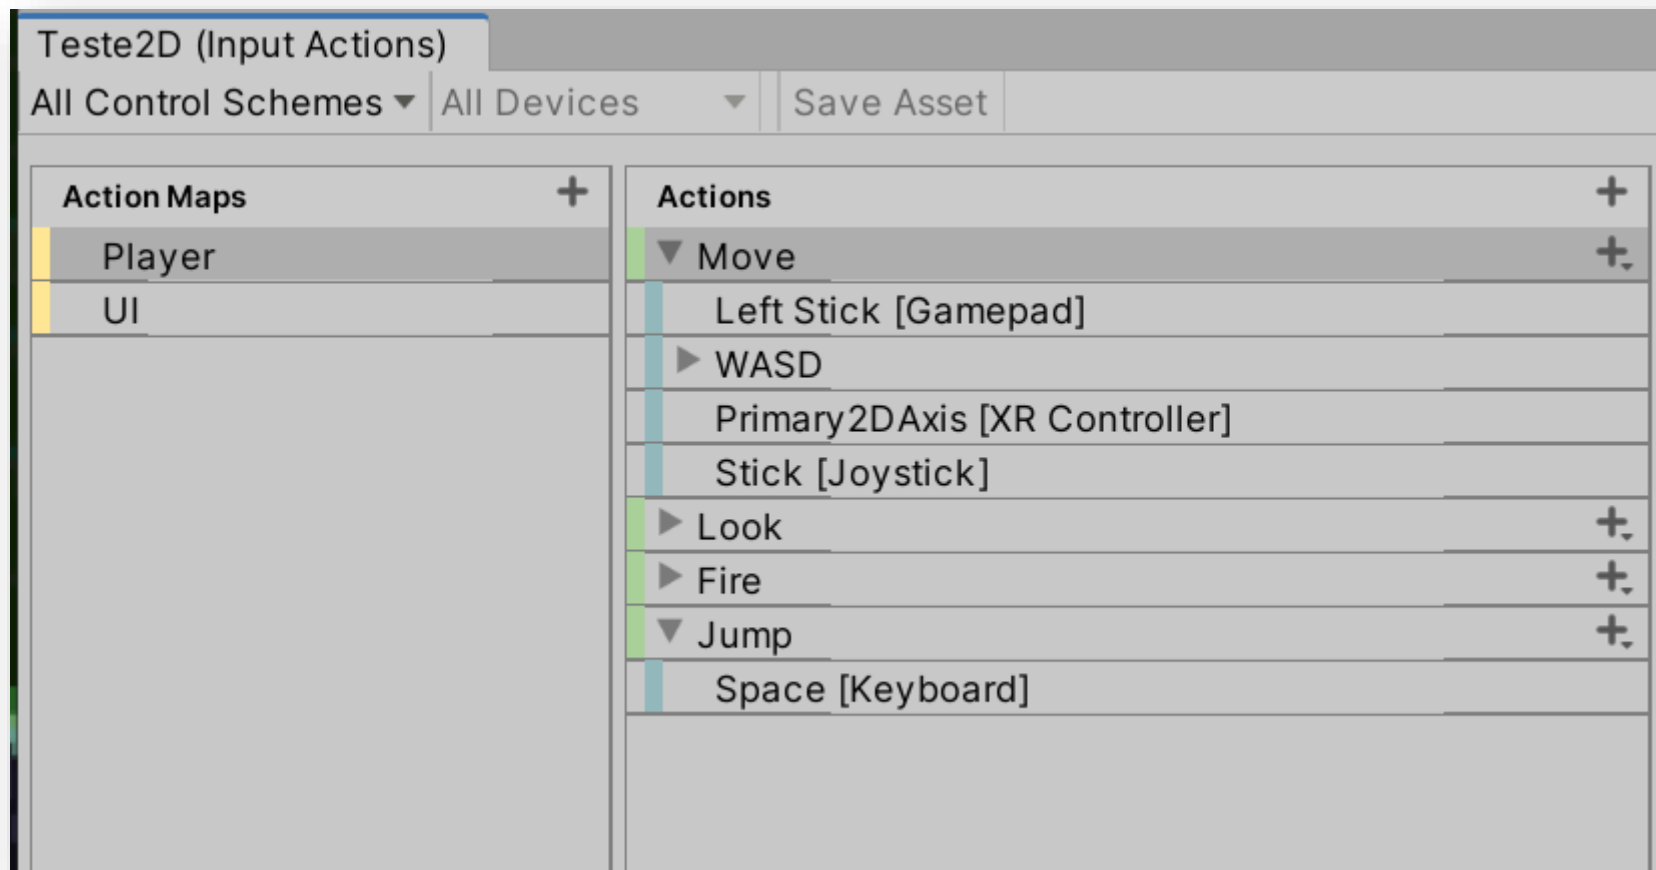 Teste2D (Input Actions)
All Control Schemes All Devices Save Asset
Action Maps
Player
UI
Actions
Move
Left Stick [Gamepad]
WASD
Primary2DAxis [XR Controller]
Stick [Joystick]
Look
Fire
Jump
Space [Keyboard]